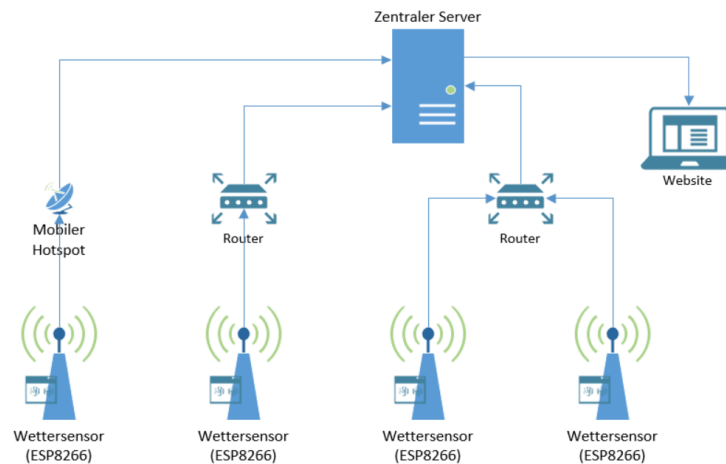 Zentraler Server
Website
Mobiler
Hotspot
Router
Router
Wettersensor
(ESP8266)
Wettersensor
(ESP8266)
Wettersensor
(ESP8266)
Wettersensor
(ESP8266)